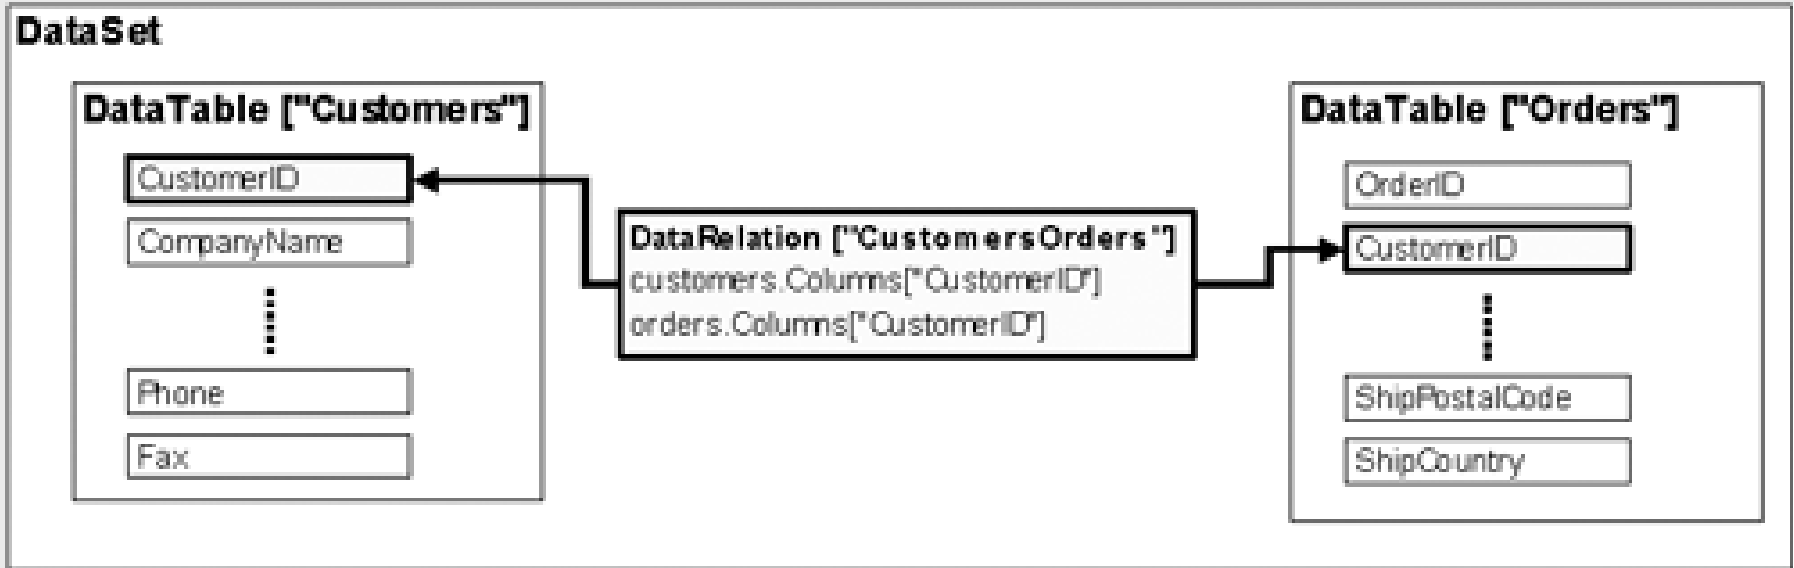 DataSet
DataTable ["Customers"]
CustomerID
CompanyName
Phone
Fax
DataRelation ["CustomersOrders"]
customers.Columns["CustomerID"]
orders.Columns["CustomerID"]
DataTable ["Orders"]
OrderID
CustomerID
ShipPostalCode
ShipCountry